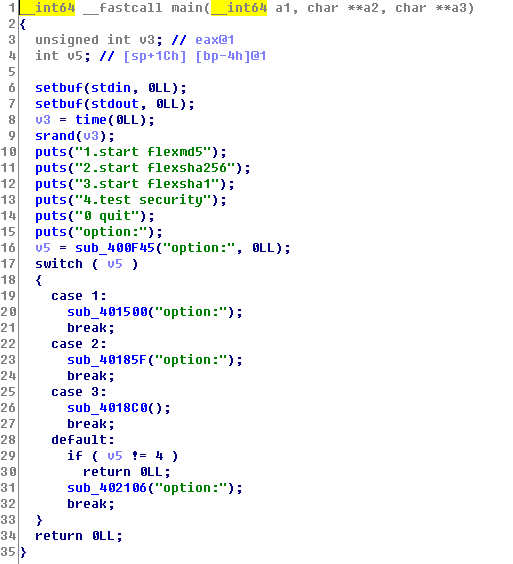 1 __int64 __fastcall main(__int64 a1, char **a2, char **a3)
2 {
3   unsigned int v3; // eax@1
4   int v5; // [sp+1Ch] [bp-4h]@1
5
6   setbuf(stdin, 0LL);
7   setbuf(stdout, 0LL);
8   v3 = time(0LL);
9   srand(v3);
10   puts("1.start flexmd5");
11   puts("2.start flexsha256");
12   puts("3.start flexsha1");
13   puts("4.test security");
14   puts("0 quit");
15   puts("option:");
16   v5 = sub_400F45("option:", 0LL);
17   switch ( v5 )
18   {
19     case 1:
20       sub_401500("option:");
21       break;
22     case 2:
23       sub_40185F("option:");
24       break;
25     case 3:
26       sub_4018C0();
27       break;
28     default:
29       if ( v5 != 4 )
30         return 0LL;
31       sub_402106("option:");
32       break;
33   }
34   return 0LL;
35 }